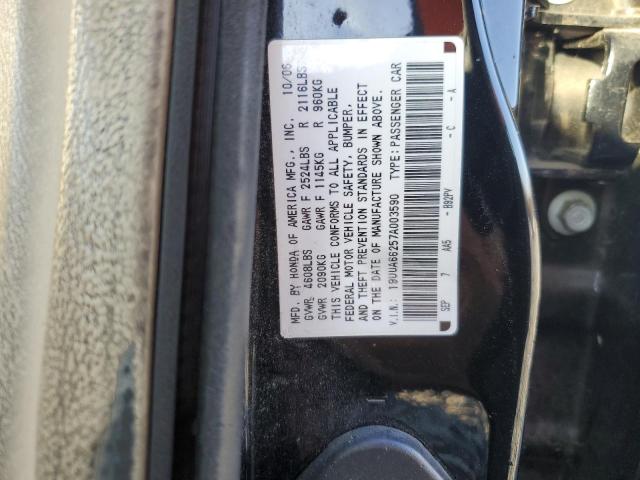 MFD. BY HONDA OF AMERICA MFG., INC. 10/06
GVWR 4608LBS GAWR F 2524LBS R 2116LBS
GVWR 2090KG GAWR F 1145KG R 960KG
THIS VEHICLE CONFORMS TO ALL APPLICABLE
FEDERAL MOTOR VEHICLE SAFETY, BUMPER,
AND THEFT PREVENTION STANDARDS IN EFFECT
ON THE DATE OF MANUFACTURE SHOWN ABOVE.
V.I.N.: 19UUA66257A003590 TYPE: PASSENGER CAR
SEP 7 AA5 - B92PV - C - A